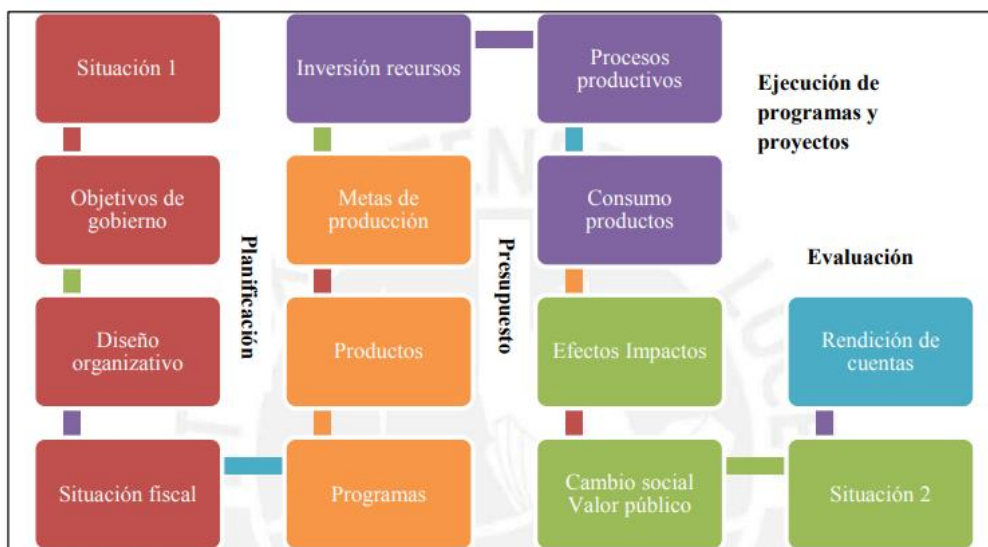 Situación 1
Objetivos de
gobierno
Diseño
organizativo
Situación fiscal
Planificación
Inversión recursos
Metas de
producción
Productos
Programas
Presupuesto
Procesos
productivos
Consumo
productos
Efectos Impactos
Cambio social
Valor público
Ejecución de
programas y
proyectos
Evaluación
Rendición de
cuentas
Situación 2